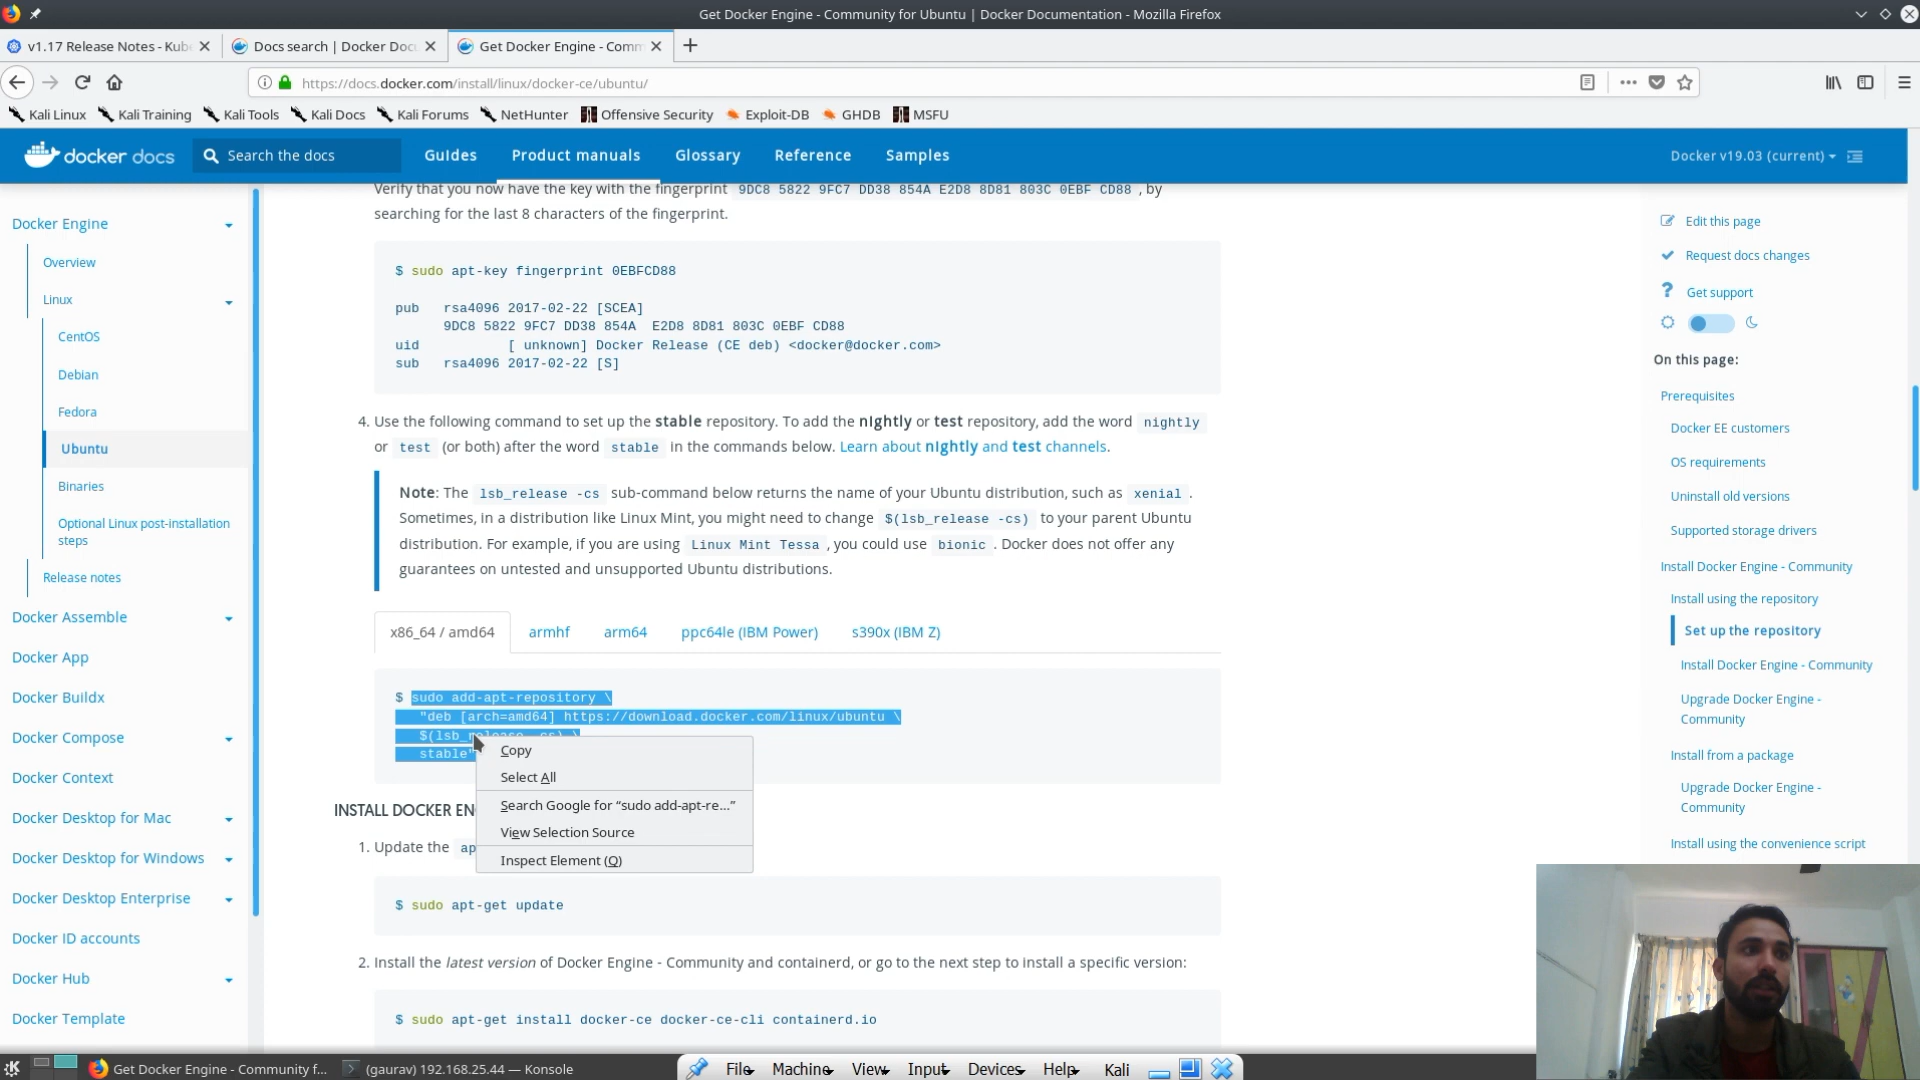 Get Docker Engine - Community for Ubuntu | Docker Documentation - Mozilla Firefox
v1.17 Release Notes - Kube
Docs search | Docker Docu
Get Docker Engine - Comm
https://docs.docker.com/install/linux/docker-ce/ubuntu/
Kali Linux Kali Training Kali Tools Kali Docs Kali Forums NetHunter Offensive Security Exploit-DB GHDB MSFU
docker docs Search the docs Guides Product manuals Glossary Reference Samples Docker v19.03 (current)
Docker Engine
Overview
Linux
CentOS
Debian
Fedora
Ubuntu
Binaries
Optional Linux post-installation
steps
Release notes
Docker Assemble
Docker App
Docker Buildx
Docker Compose
Docker Context
Docker Desktop for Mac
Docker Desktop for Windows
Docker Desktop Enterprise
Docker ID accounts
Docker Hub
Docker Template
Verify that you now have the key with the fingerprint 9DC8 5822 9FC7 DD38 854A E2D8 8D81 803C 0EBF CD88 , by
searching for the last 8 characters of the fingerprint.
$ sudo apt-key fingerprint 0EBFCD88
pub rsa4096 2017-02-22 [SCEA]
9DC8 5822 9FC7 DD38 854A E2D8 8D81 803C 0EBF CD88
uid [ unknown] Docker Release (CE deb) <docker@docker.com>
sub rsa4096 2017-02-22 [S]
4. Use the following command to set up the stable repository. To add the nightly or test repository, add the word nightly
or test (or both) after the word stable in the commands below. Learn about nightly and test channels.
Note: The lsb_release -cs sub-command below returns the name of your Ubuntu distribution, such as xenial .
Sometimes, in a distribution like Linux Mint, you might need to change $(lsb_release -cs) to your parent Ubuntu
distribution. For example, if you are using Linux Mint Tessa , you could use bionic . Docker does not offer any
guarantees on untested and unsupported Ubuntu distributions.
x86_64 / amd64 armhf arm64 ppc64le (IBM Power) s390x (IBM Z)
$ sudo add-apt-repository \
"deb [arch=amd64] https://download.docker.com/linux/ubuntu \
$(lsb_release -cs) \
stable"
Copy
Select All
Search Google for “sudo add-apt-re...”
View Selection Source
Inspect Element (Q)
INSTALL DOCKER EN
1. Update the ap
$ sudo apt-get update
2. Install the latest version of Docker Engine - Community and containerd, or go to the next step to install a specific version:
$ sudo apt-get install docker-ce docker-ce-cli containerd.io
Edit this page
Request docs changes
Get support
On this page:
Prerequisites
Docker EE customers
OS requirements
Uninstall old versions
Supported storage drivers
Install Docker Engine - Community
Install using the repository
Set up the repository
Install Docker Engine - Community
Upgrade Docker Engine -
Community
Install from a package
Upgrade Docker Engine -
Community
Install using the convenience script
Get Docker Engine - Community f... (gaurav) 192.168.25.44 — Konsole
File Machine View Input Devices Help Kali